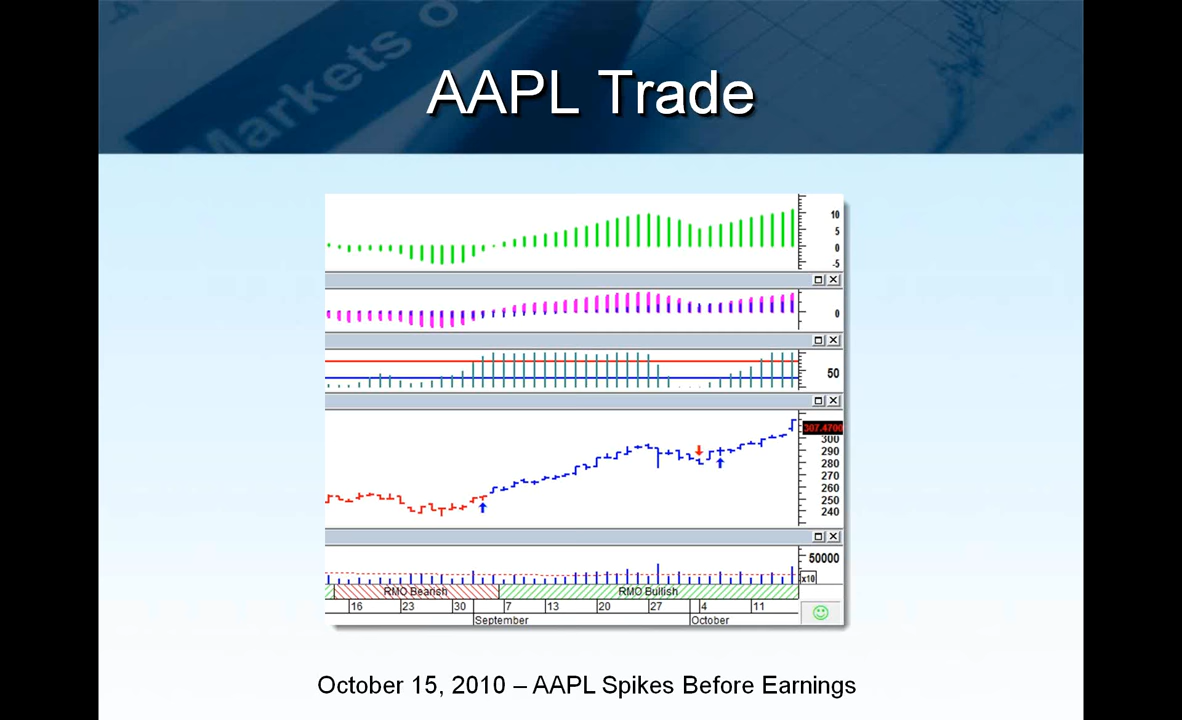 Markets o
AAPL Trade
10
5
0
-5
0
50
307.4700
300
290
280
270
260
250
240
50000
x10
RMO Bearish RMO Bullish
16 23 30 7 13 20 27 4 11
September October
October 15, 2010 – AAPL Spikes Before Earnings